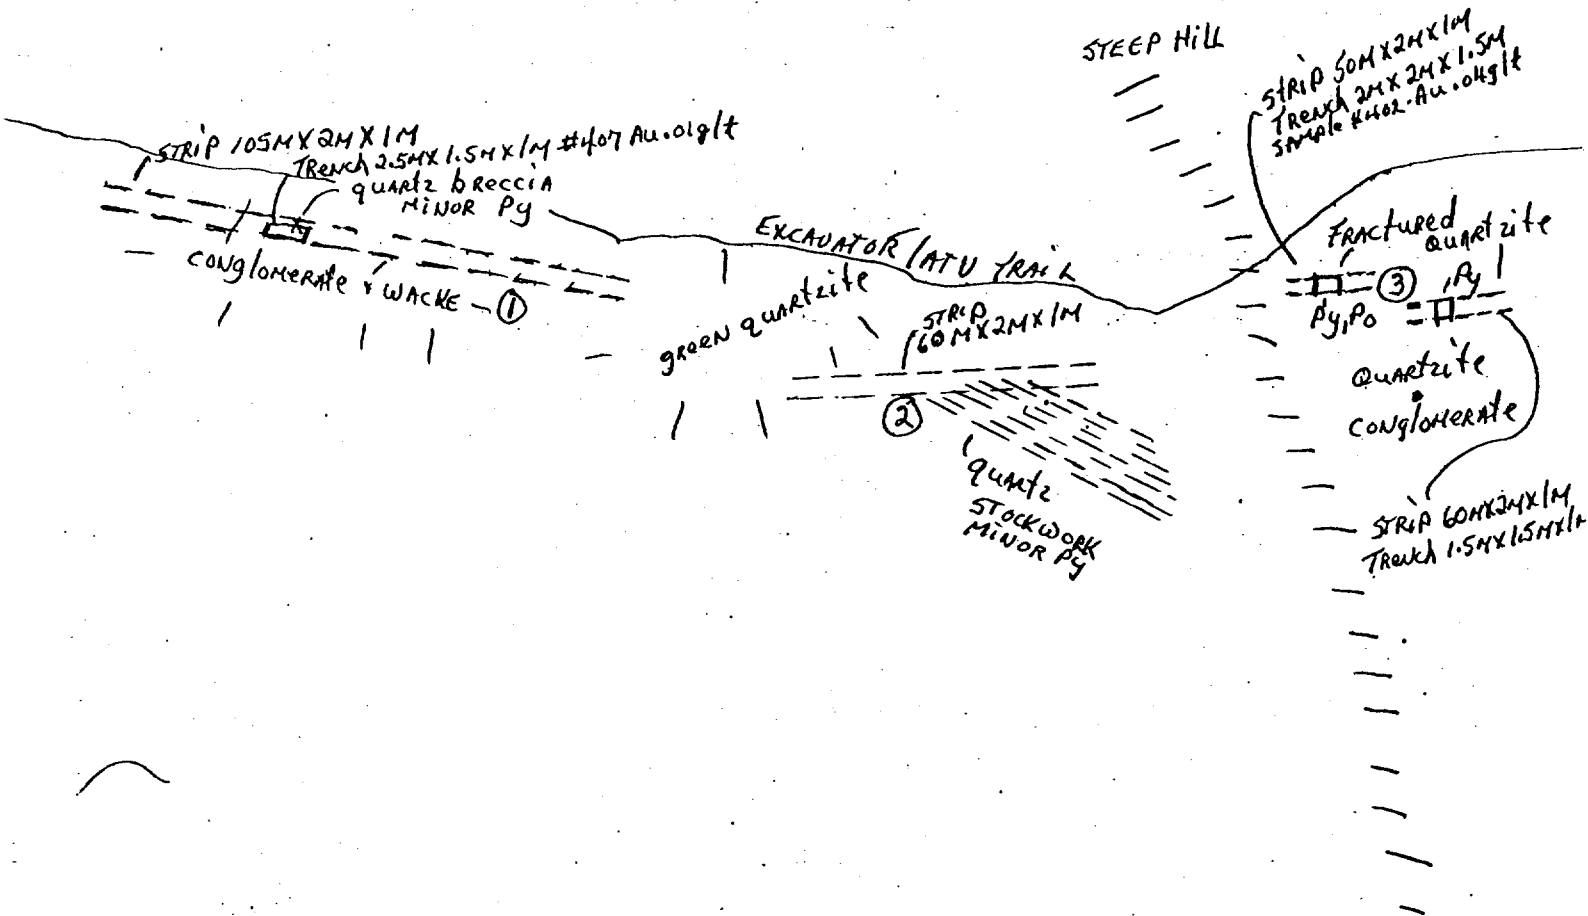 STEEP HiLL
STRiP 50M X 2M X 1M
TRench 2M X 2M X 1.5M
SAMPle #402. Au .04g/t
STRiP 105M X 2M X 1M
TRench 2.5M X 1.5M X 1M #407 Au .01g/t
quARtz bReCCiA
MiNOR Py
CONglOMERAte & WACKE - ①
EXCAVATOR/ATV TRAiL
gREEN quARtzite
STRiP
60M X 2M X 1M
②
quARtz
STOCKWORK
MiNOR Py
FRACtuRed
QuARtzite
③
Py
Py, Po
QuARtzite
&
CONglOMERAte
STRiP 60M X 2M X 1M
TRench 1.5M X 1.5M X 1M